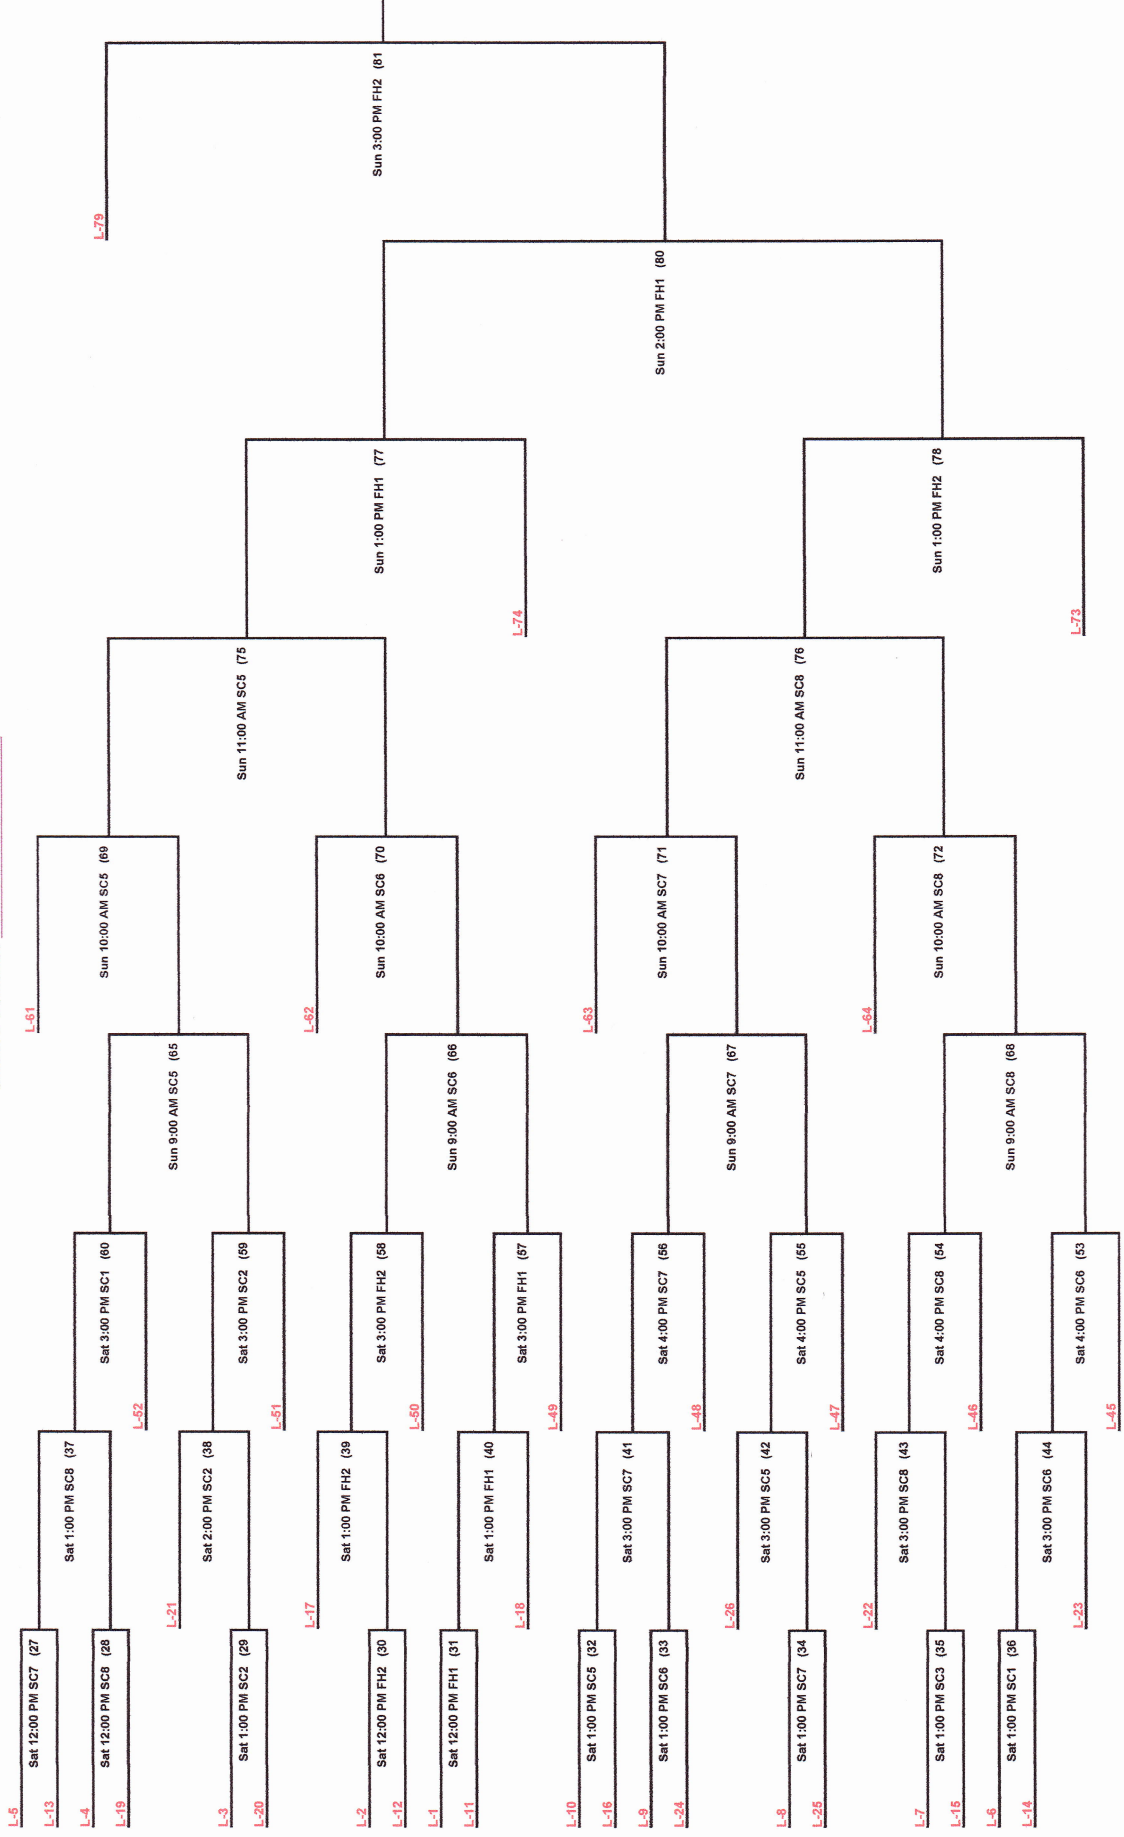 L-5
Sat 12:00 PM SC7 (27
L-13
L-4
Sat 12:00 PM SC8 (28
L-19
L-3
Sat 1:00 PM SC2 (29
L-20
L-2
Sat 12:00 PM FH2 (30
L-12
L-1
Sat 12:00 PM FH1 (31
L-11
L-10
Sat 1:00 PM SC5 (32
L-16
L-9
Sat 1:00 PM SC6 (33
L-24
L-8
Sat 1:00 PM SC7 (34
L-25
L-7
Sat 1:00 PM SC3 (35
L-15
L-6
Sat 1:00 PM SC1 (36
L-14
Sat 1:00 PM SC8 (37
L-21
Sat 2:00 PM SC2 (38
L-17
Sat 1:00 PM FH2 (39
Sat 1:00 PM FH1 (40
L-18
Sat 3:00 PM SC7 (41
L-26
Sat 3:00 PM SC5 (42
L-22
Sat 3:00 PM SC8 (43
Sat 3:00 PM SC6 (44
L-23
Sat 3:00 PM SC1 (60
L-52
Sat 3:00 PM SC2 (59
L-51
Sat 3:00 PM FH2 (58
L-50
Sat 3:00 PM FH1 (57
L-49
Sat 4:00 PM SC7 (56
L-48
Sat 4:00 PM SC5 (55
L-47
Sat 4:00 PM SC8 (54
L-46
Sat 4:00 PM SC6 (53
L-45
Sun 9:00 AM SC5 (65
Sun 9:00 AM SC6 (66
Sun 9:00 AM SC7 (67
Sun 9:00 AM SC8 (68
L-61
Sun 10:00 AM SC5 (69
L-62
Sun 10:00 AM SC6 (70
L-63
Sun 10:00 AM SC7 (71
L-64
Sun 10:00 AM SC8 (72
Sun 11:00 AM SC5 (75
Sun 11:00 AM SC8 (76
Sun 1:00 PM FH1 (77
L-74
Sun 1:00 PM FH2 (78
L-73
Sun 2:00 PM FH1 (80
L-79
Sun 3:00 PM FH2 (81